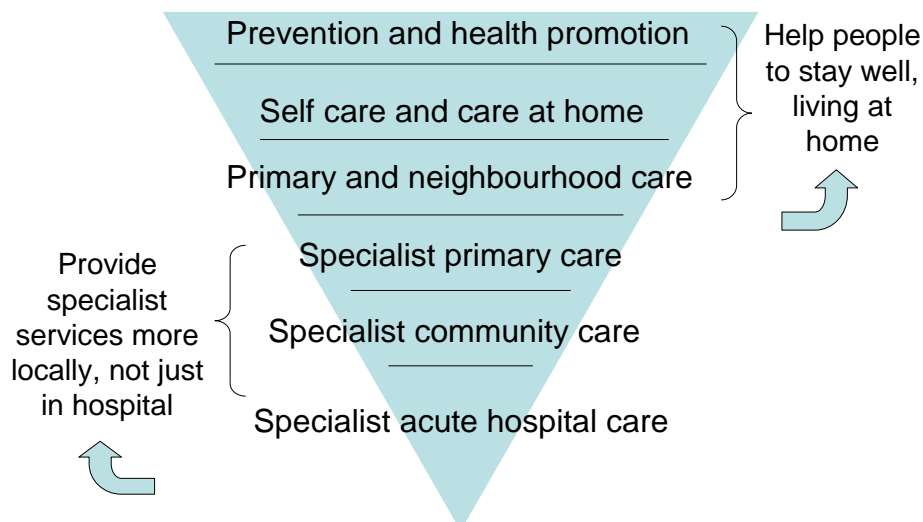 Prevention and health promotion
Self care and care at home
Primary and neighbourhood care
Help people
to stay well,
living at
home
Specialist primary care
Specialist community care
Specialist acute hospital care
Provide
specialist
services more
locally, not just
in hospital